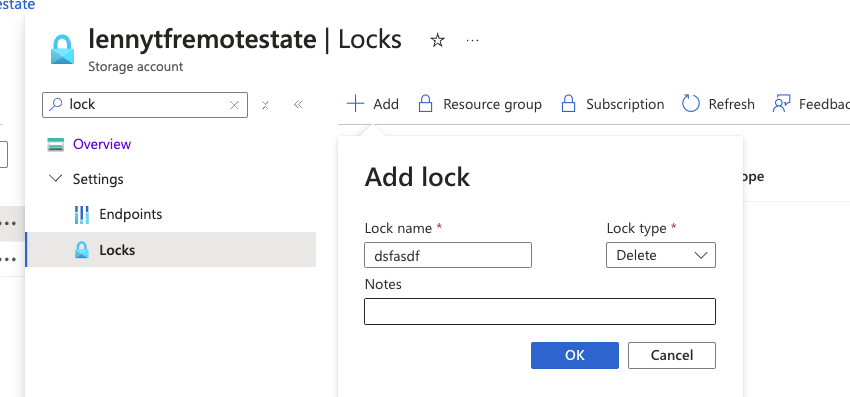 estate
lennytfremotestate | Locks
Storage account
lock
Add
Resource group
Subscription
Refresh
Feedbac
Overview
Settings
Endpoints
Locks
Add lock
ope
Lock name *
Lock type *
dsfasdf
Delete
Notes
OK
Cancel